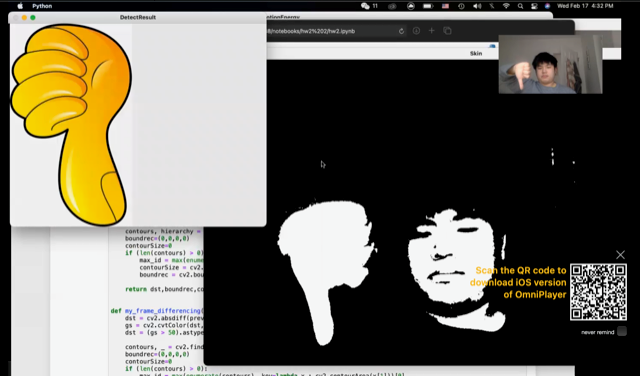 Python
11
Wed Feb 17 4:32 PM
DetectResult
otionEnergy
8/notebooks/hw2%202/hw2.ipynb
Skin
contours, hierarchy =
boundrec=(0,0,0,0)
contourSize=0
if (len(contours) > 0):
max_id = max(enume
contourSize = cv2.
boundrec = cv2.bou
return dst,boundrec,co
def my_frame_differencing(
dst = cv2.absdiff(prev
gs = cv2.cvtColor(dst,
dst = (gs > 50).astype
contours, _ = cv2.find
boundrec=(0,0,0,0)
contourSize=0
if (len(contours) > 0):
Scan the QR code to
download iOS version
of OmniPlayer
never remind